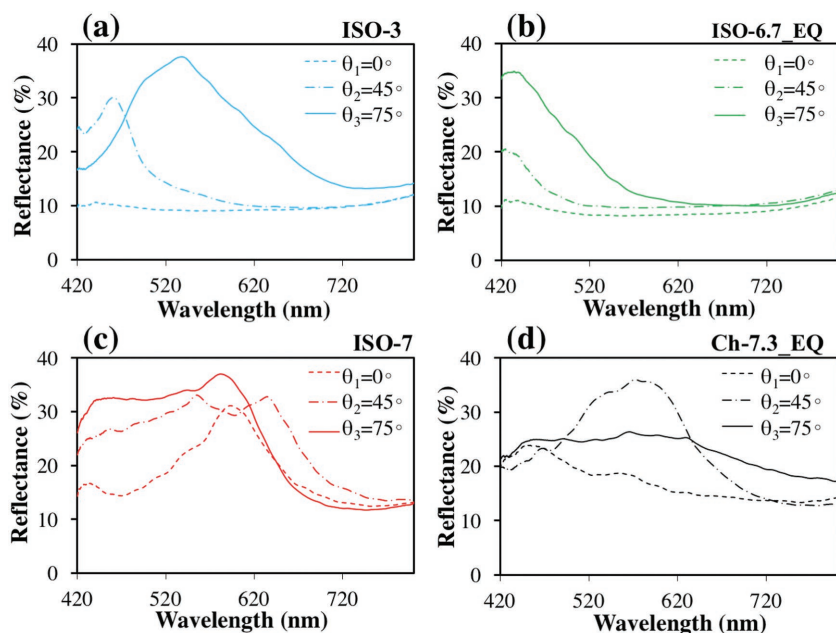 (a) ISO-3
40
30
20
10
0
Reflectance (%)
θ1=0°
θ2=45°
θ3=75°
420 520 620 720
Wavelength (nm)
(b) ISO-6.7_EQ
40
30
20
10
0
Reflectance (%)
θ1=0°
θ2=45°
θ3=75°
420 520 620 720
Wavelength (nm)
(c) ISO-7
40
30
20
10
0
Reflectance (%)
θ1=0°
θ2=45°
θ3=75°
420 520 620 720
Wavelength (nm)
(d) Ch-7.3_EQ
40
30
20
10
0
Reflectance (%)
θ1=0°
θ2=45°
θ3=75°
420 520 620 720
Wavelength (nm)